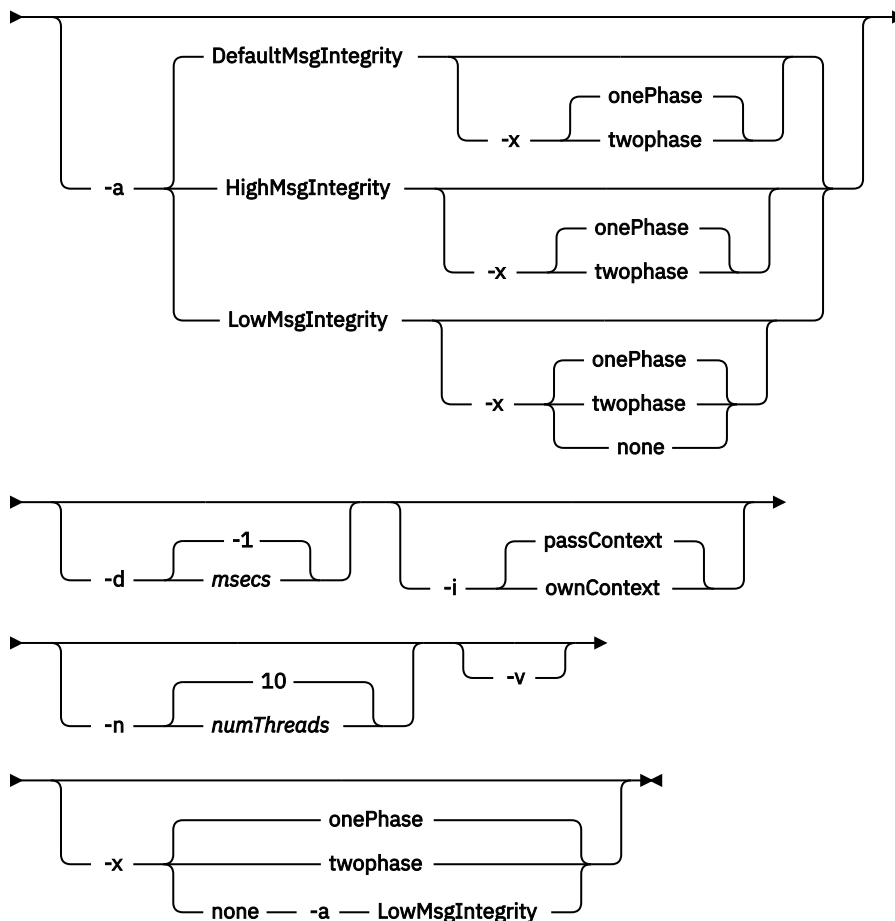 DefaultMsgIntegrity
onePhase
-x twophase
-a HighMsgIntegrity
onePhase
-x twophase
LowMsgIntegrity
onePhase
-x twophase
none
-1 passContext
-d msecs -i ownContext
10 -v
-n numThreads
onePhase
-x twophase
none -a LowMsgIntegrity